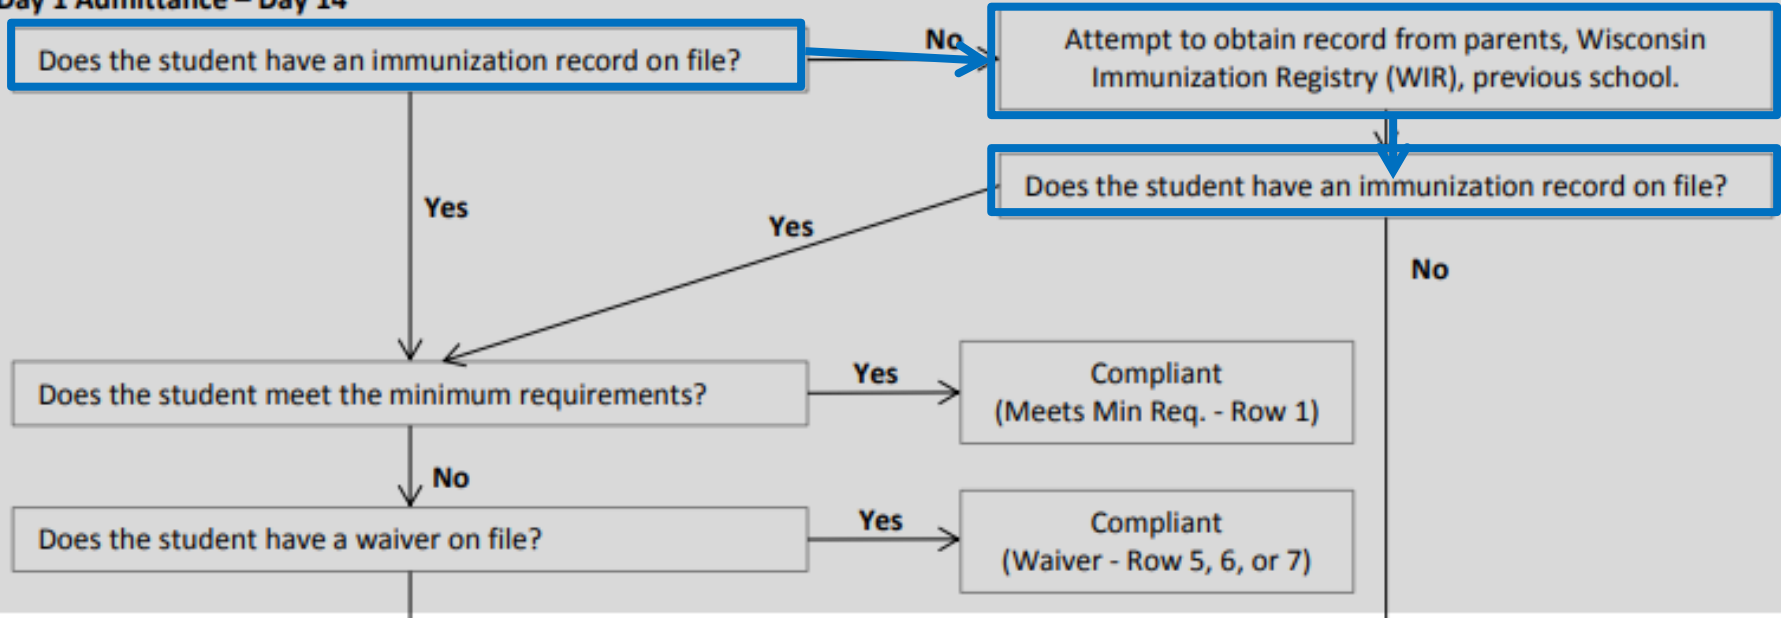 Day 1 Admittance – Day 14
Does the student have an immunization record on file?
No
Attempt to obtain record from parents, Wisconsin
Immunization Registry (WIR), previous school.
Does the student have an immunization record on file?
Yes
Yes
No
Does the student meet the minimum requirements?
Yes
Compliant
(Meets Min Req. - Row 1)
No
Does the student have a waiver on file?
Yes
Compliant
(Waiver - Row 5, 6, or 7)